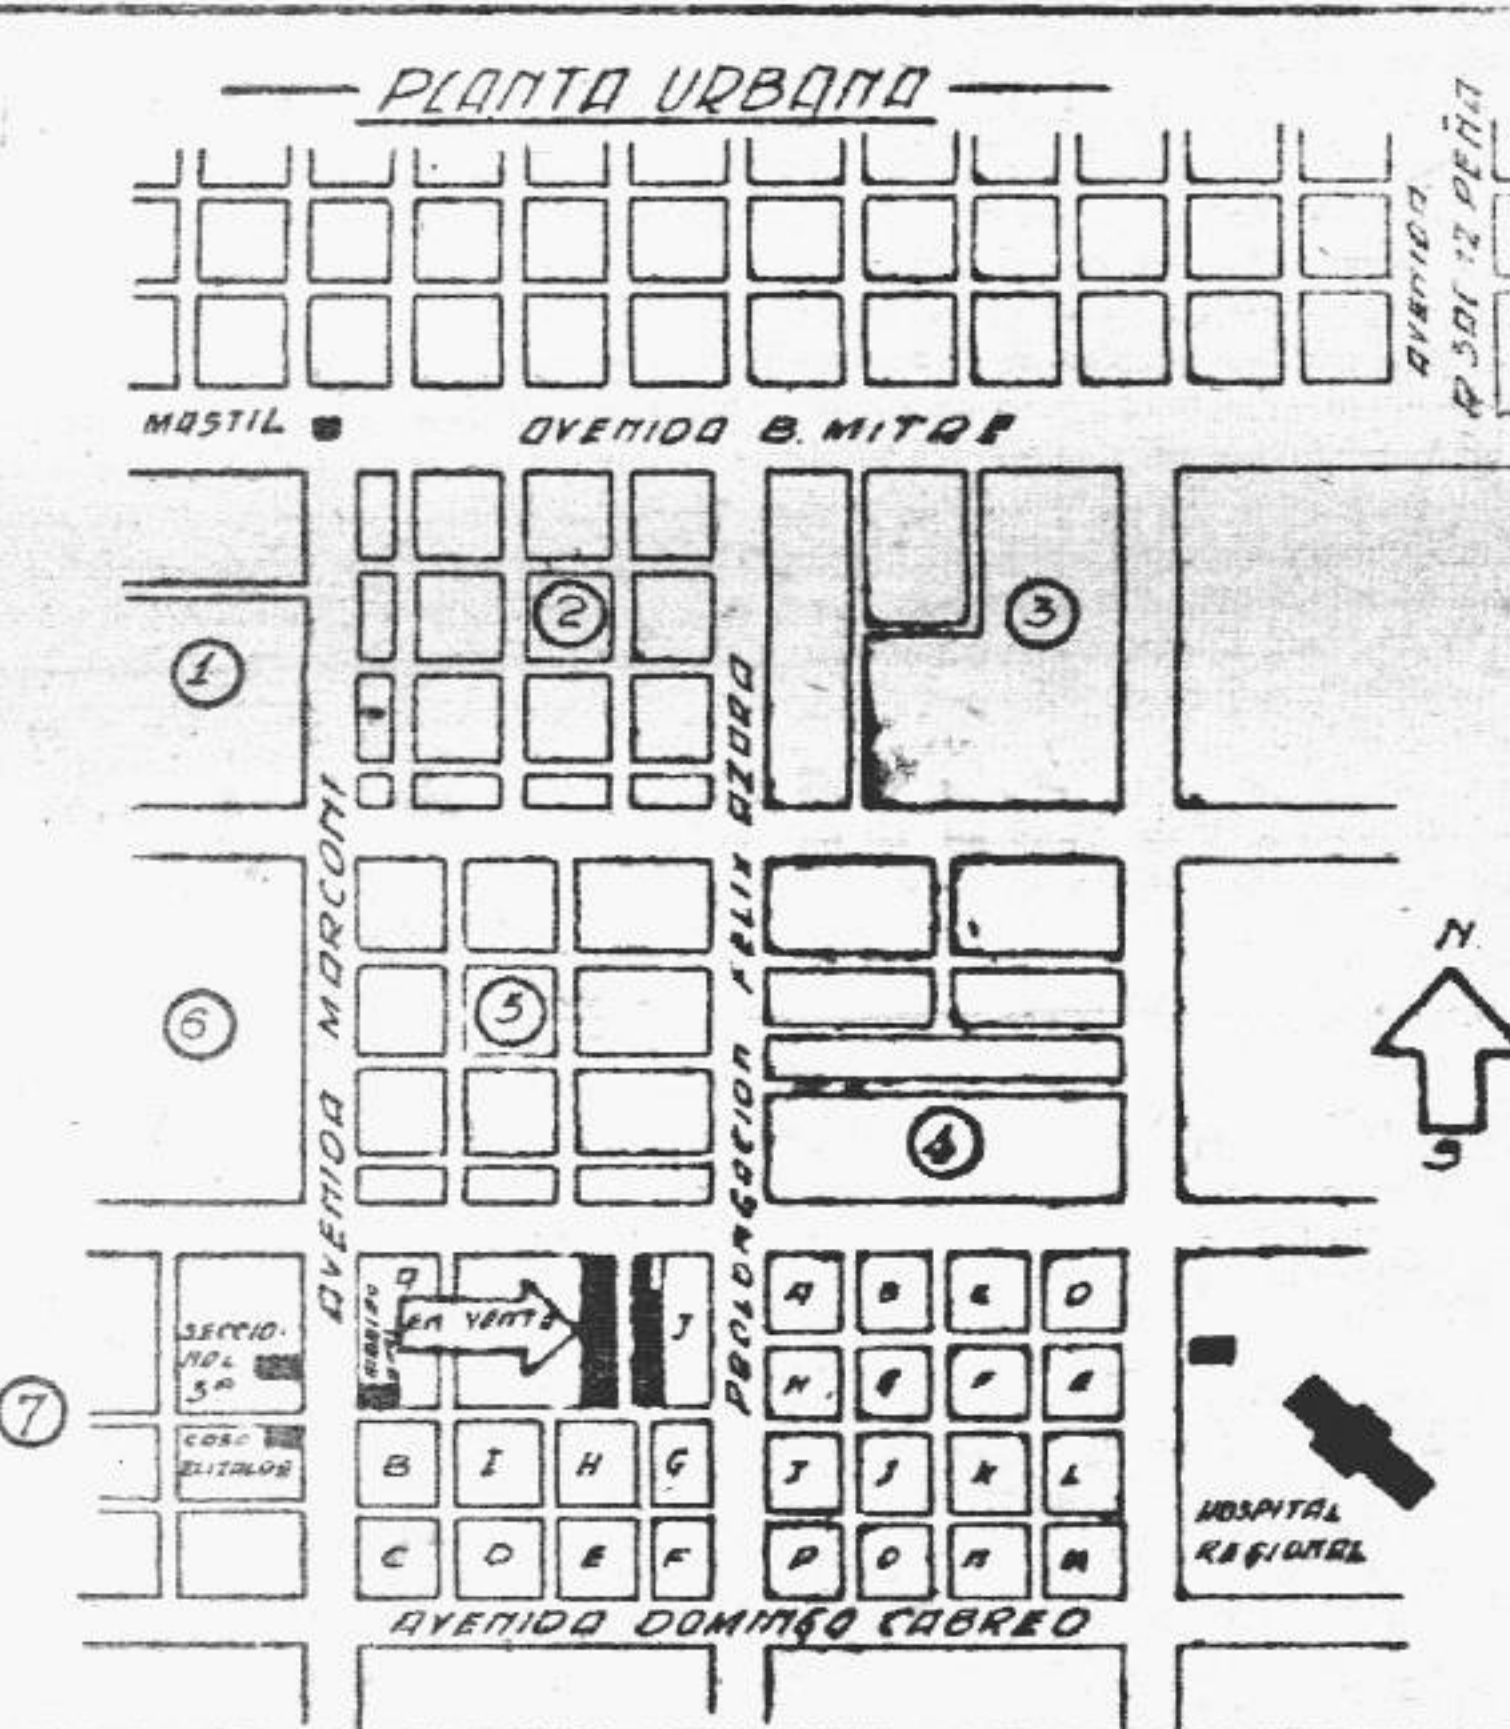 PLANTA URBANA
AVENIDA
R SAE
PEÑA
MASTIL
AVENIDA B. MITRE
1
2
3
AVENIDA MARCONI
PROLONGACION FELIX AZARA
6
5
4
N
S
A
EN VENTA
J
A B C D
SECCIO-
NAL
3ª
H G F E
7
B I H G
I J K L
C D E F
P O N M
HOSPITAL
REGIONAL
AVENIDA DOMINGO CABRED